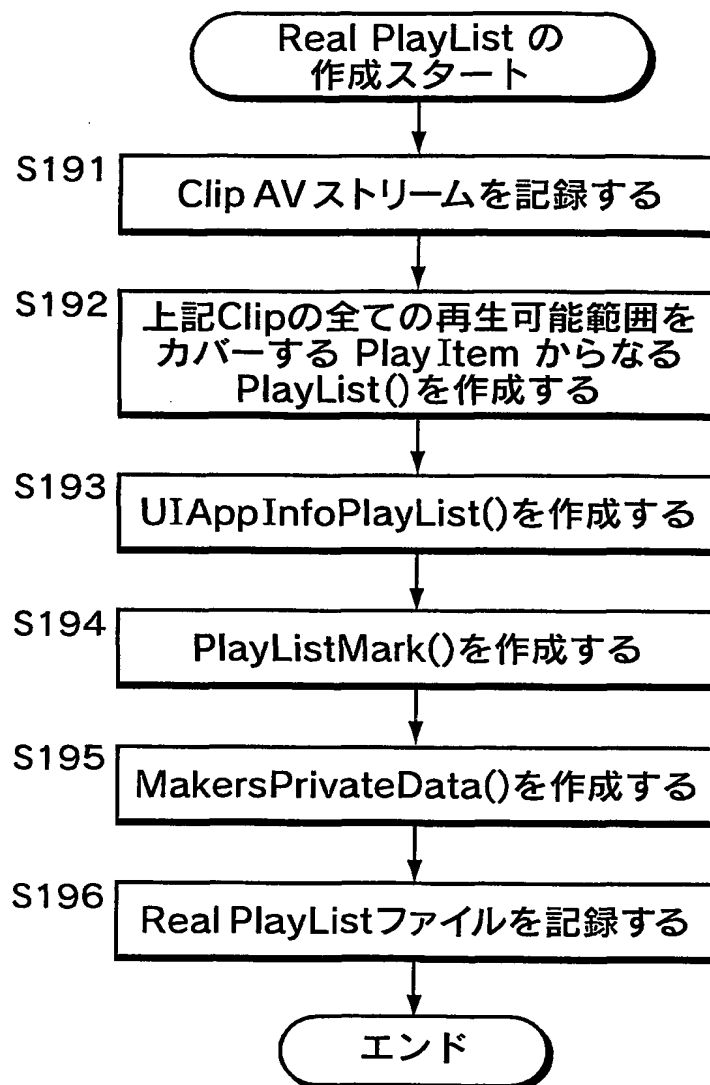 Real PlayList の
作成スタート
S191
Clip AVストリームを記録する
S192
上記Clipの全ての再生可能範囲を
カバーする PlayItem からなる
PlayList()を作成する
S193
UIAppInfoPlayList()を作成する
S194
PlayListMark()を作成する
S195
MakersPrivateData()を作成する
S196
Real PlayListファイルを記録する
エンド